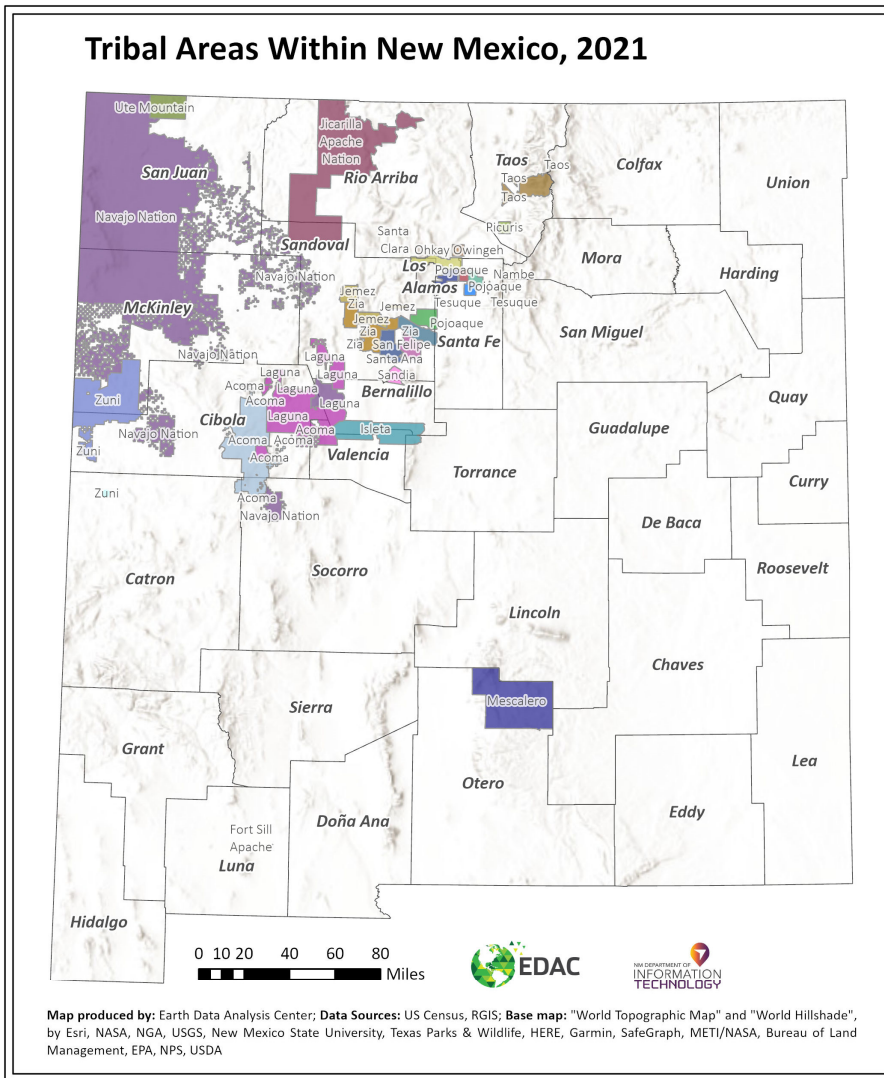 Tribal Areas Within New Mexico, 2021
Ute Mountain
Jicarilla
Apache
Nation
San Juan
Rio Arriba
Taos
Taos
Taos
Taos
Colfax
Union
Navajo Nation
Picuris
Sandoval
Santa
Clara
Ohkay Owingeh
Los
Alamos
Pojoaque
Nambe
Pojoaque
Tesuque
Tesuque
Mora
Harding
Navajo Nation
McKinley
Jemez
Zia
Jemez
Jemez
Zia
Zia
Zia
Pojoaque
San Felipe
Santa Ana
Sandia
Santa Fe
San Miguel
Navajo Nation
Laguna
Laguna
Laguna
Laguna
Laguna
Laguna
Bernalillo
Quay
Zuni
Acoma
Acoma
Cibola
Acoma
Acoma
Acoma
Acoma
Isleta
Guadalupe
Navajo Nation
Zuni
Valencia
Torrance
Curry
Zuni
Acoma
Navajo Nation
De Baca
Catron
Socorro
Roosevelt
Lincoln
Chaves
Mescalero
Sierra
Grant
Otero
Lea
Doña Ana
Eddy
Fort Sill
Apache
Luna
Hidalgo
0 10 20 40 60 80
Miles
EDAC
NM DEPARTMENT OF
INFORMATION
TECHNOLOGY
Map produced by: Earth Data Analysis Center; Data Sources: US Census, RGIS; Base map: "World Topographic Map" and "World Hillshade",
by Esri, NASA, NGA, USGS, New Mexico State University, Texas Parks & Wildlife, HERE, Garmin, SafeGraph, METI/NASA, Bureau of Land
Management, EPA, NPS, USDA